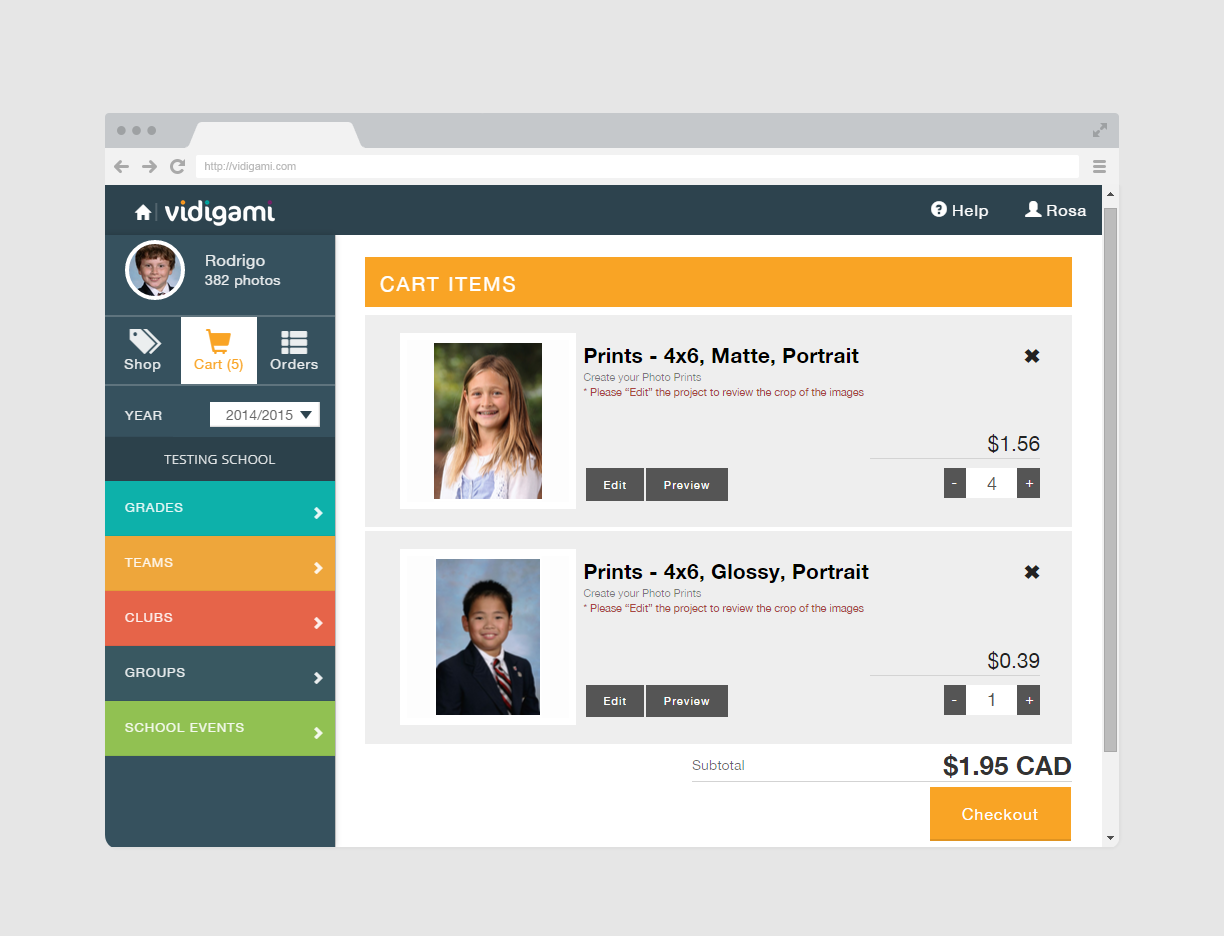 http://vidigami.com
vidigami
Help
Rosa
Rodrigo
382 photos
Shop
Cart (5)
Orders
YEAR
2014/2015
TESTING SCHOOL
GRADES
TEAMS
CLUBS
GROUPS
SCHOOL EVENTS
CART ITEMS
Prints - 4x6, Matte, Portrait
Create your Photo Prints
* Please “Edit” the project to review the crop of the images
$1.56
Edit
Preview
- 4 +
Prints - 4x6, Glossy, Portrait
Create your Photo Prints
* Please “Edit” the project to review the crop of the images
$0.39
Edit
Preview
- 1 +
Subtotal
$1.95 CAD
Checkout